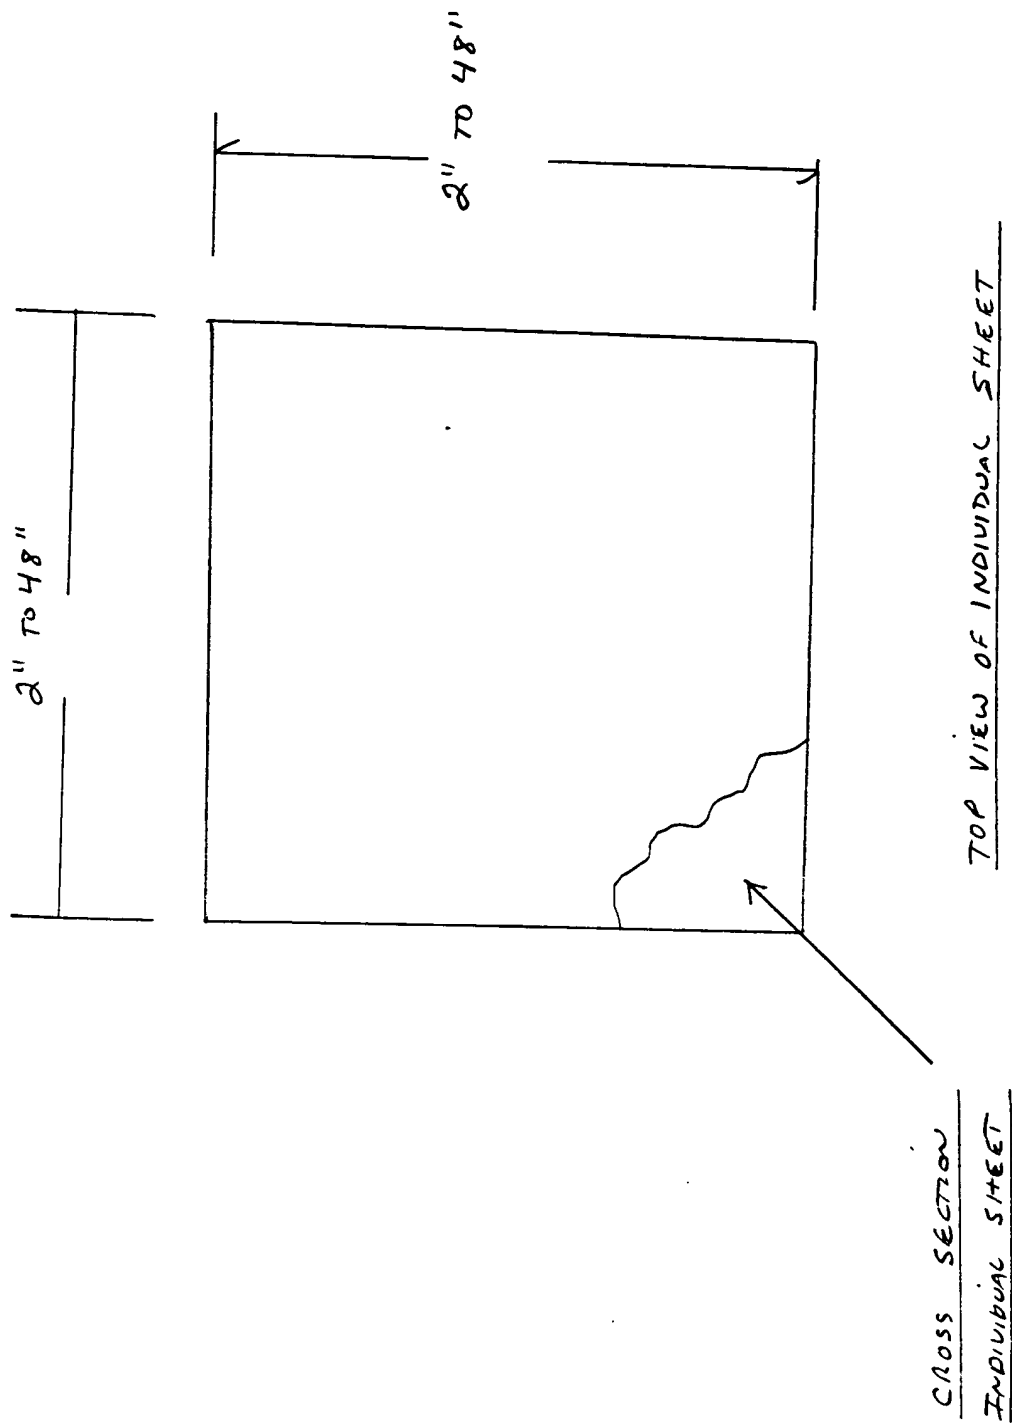 2" TO 48"
2" TO 48"
TOP VIEW OF INDIVIDUAL SHEET
CROSS SECTION
INDIVIDUAL SHEET